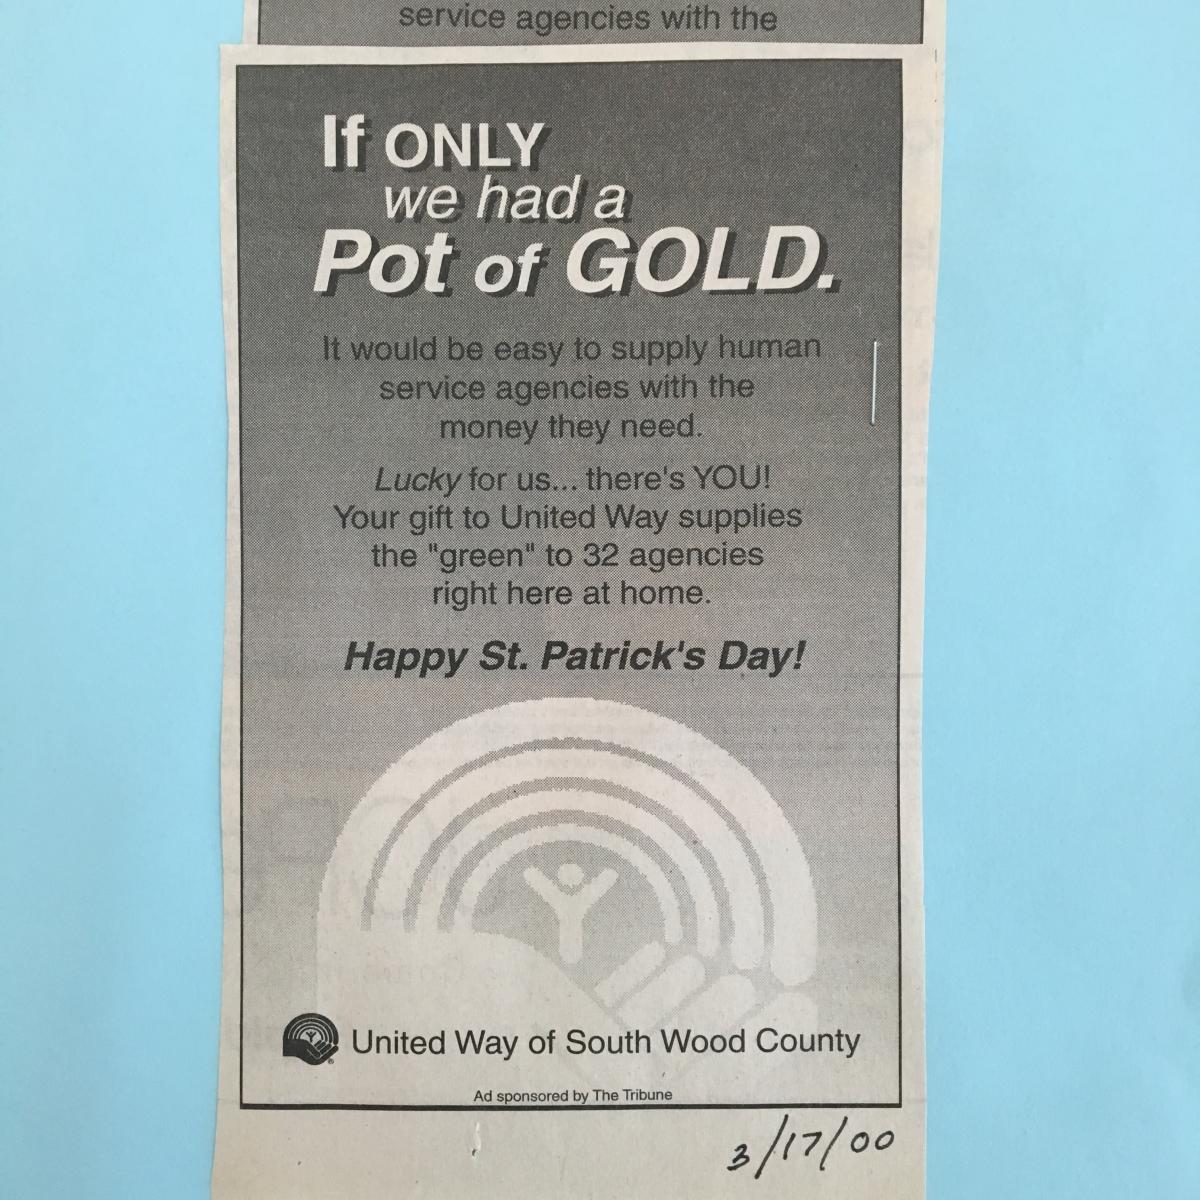 service agencies with the
If ONLY
we had a
Pot of GOLD.
It would be easy to supply human
service agencies with the
money they need.
Lucky for us... there's YOU!
Your gift to United Way supplies
the "green" to 32 agencies
right here at home.
Happy St. Patrick's Day!
United Way of South Wood County
Ad sponsored by The Tribune
3/17/00